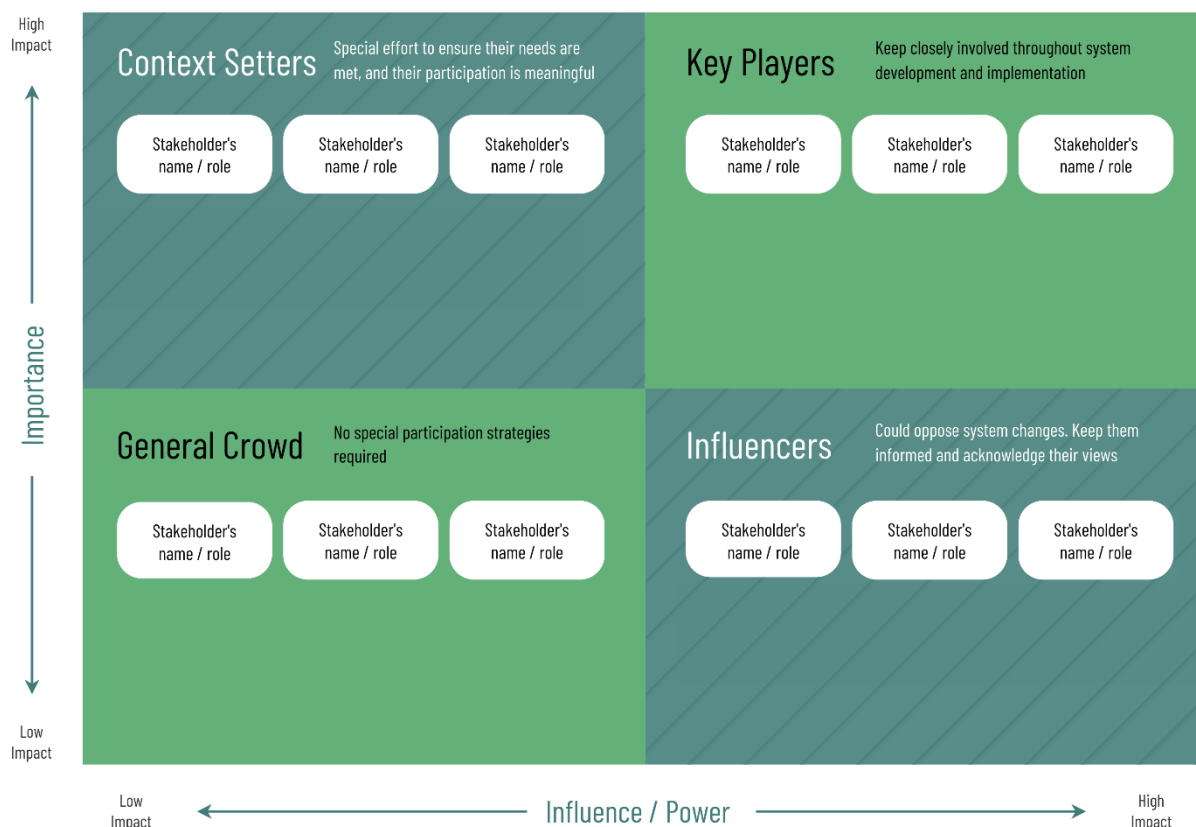 High
Impact
Context Setters
Special effort to ensure their needs are
met, and their participation is meaningful
Stakeholder's
name / role
Stakeholder's
name / role
Stakeholder's
name / role
Key Players
Keep closely involved throughout system
development and implementation
Stakeholder's
name / role
Stakeholder's
name / role
Stakeholder's
name / role
Importance
General Crowd
No special participation strategies
required
Stakeholder's
name / role
Stakeholder's
name / role
Stakeholder's
name / role
Influencers
Could oppose system changes. Keep them
informed and acknowledge their views
Stakeholder's
name / role
Stakeholder's
name / role
Stakeholder's
name / role
Low
Impact
Low
Impact
Influence / Power
High
Impact